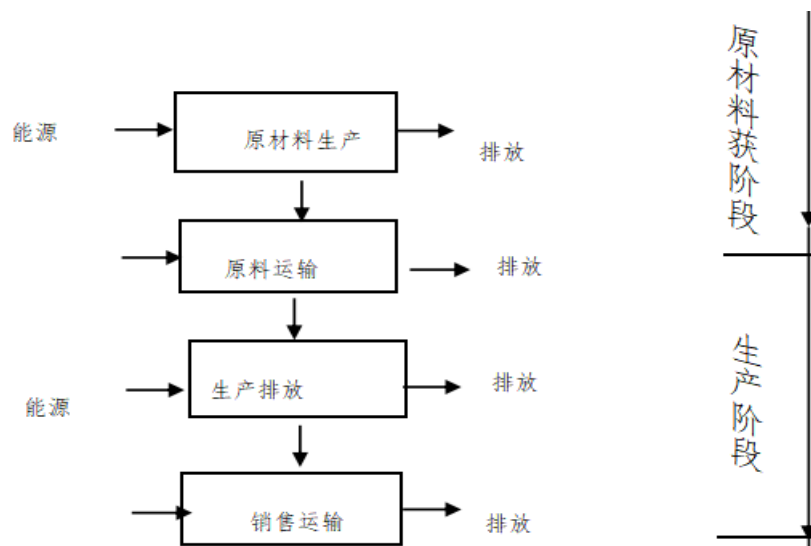 能源
原材料生产
排放
原料运输
排放
能源
生产排放
排放
销售运输
排放
原材料获阶段
生产阶段